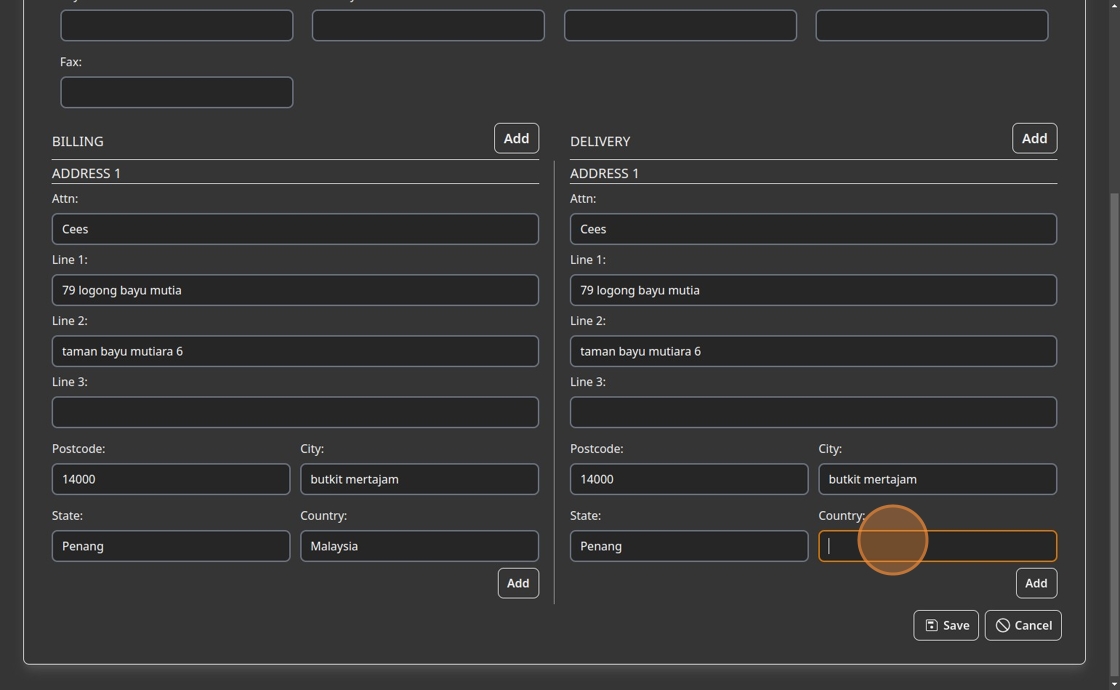 Fax:
BILLING
Add
DELIVERY
Add
ADDRESS 1
ADDRESS 1
Attn:
Attn:
Cees
Cees
Line 1:
Line 1:
79 logong bayu mutia
79 logong bayu mutia
Line 2:
Line 2:
taman bayu mutiara 6
taman bayu mutiara 6
Line 3:
Line 3:
Postcode:
City:
Postcode:
City:
14000
butkit mertajam
14000
butkit mertajam
State:
Country:
State:
Country:
Penang
Malaysia
Penang
Add
Add
Save
Cancel